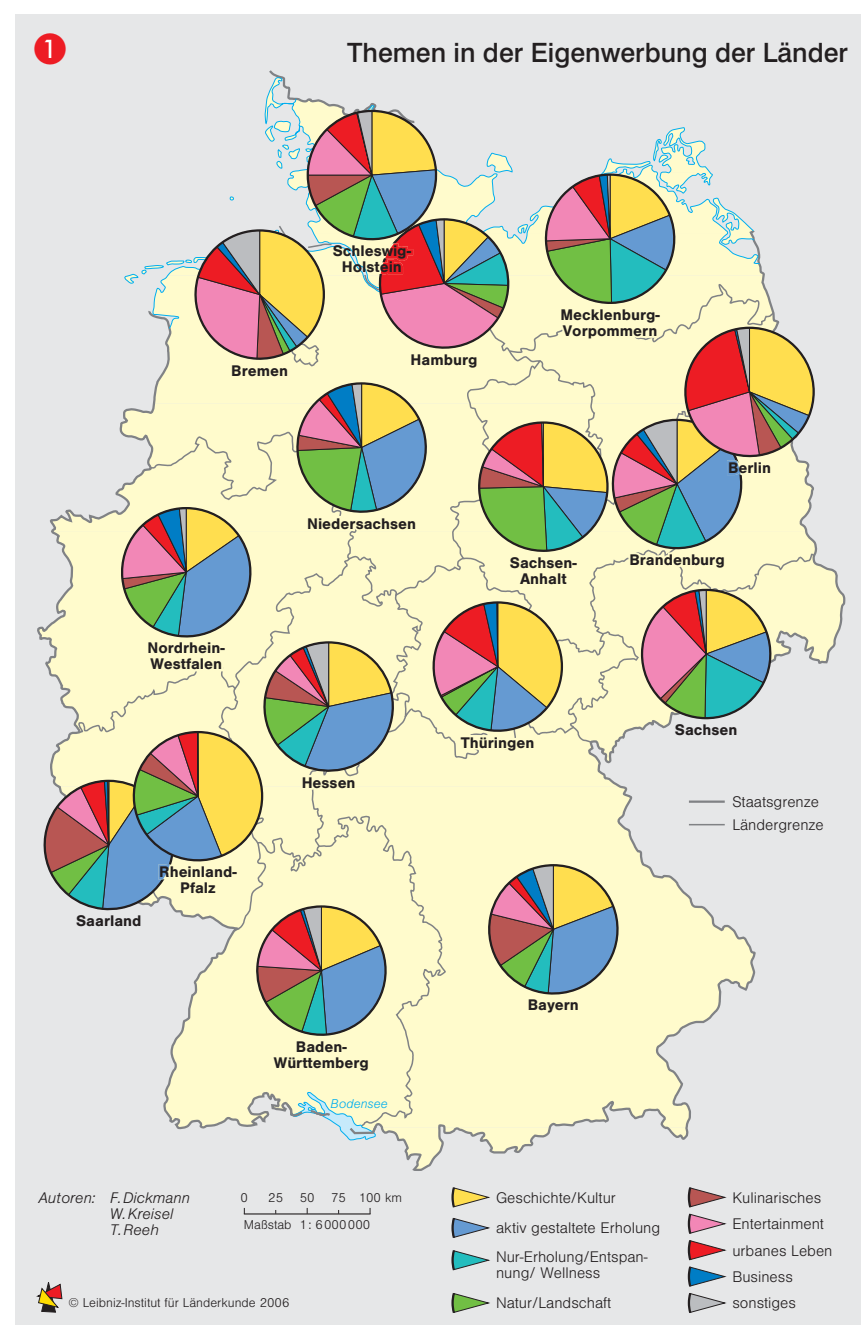 1
Themen in der Eigenwerbung der Länder
Schleswig-
Holstein
Mecklenburg-
Vorpommern
Hamburg
Bremen
Berlin
Niedersachsen
Sachsen-
Anhalt
Brandenburg
Nordrhein-
Westfalen
Sachsen
Thüringen
Hessen
Staatsgrenze
Ländergrenze
Rheinland-
Pfalz
Saarland
Bayern
Baden-
Württemberg
Bodensee
Autoren: F. Dickmann
W. Kreisel
T. Reeh
0 25 50 75 100 km
Maßstab 1 : 6 000 000
Geschichte/Kultur
aktiv gestaltete Erholung
Nur-Erholung/Entspan-
nung/ Wellness
Natur/Landschaft
Kulinarisches
Entertainment
urbanes Leben
Business
sonstiges
© Leibniz-Institut für Länderkunde 2006